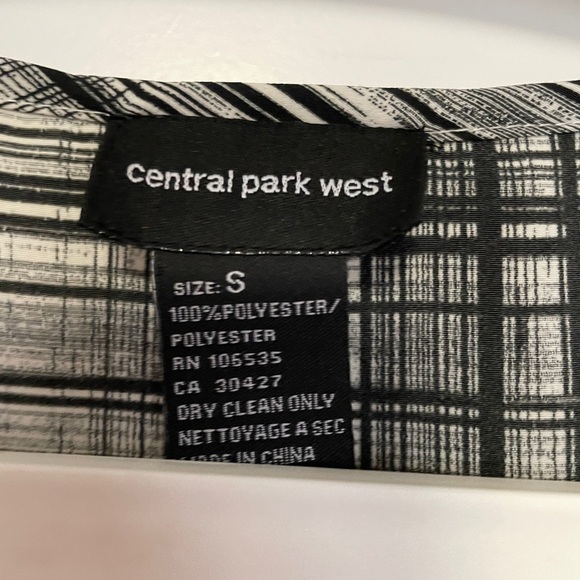 central park west
SIZE: S
100%POLYESTER/
POLYESTER
RN 106535
CA 30427
DRY CLEAN ONLY
NETTOYAGE A SEC
MADE IN CHINA